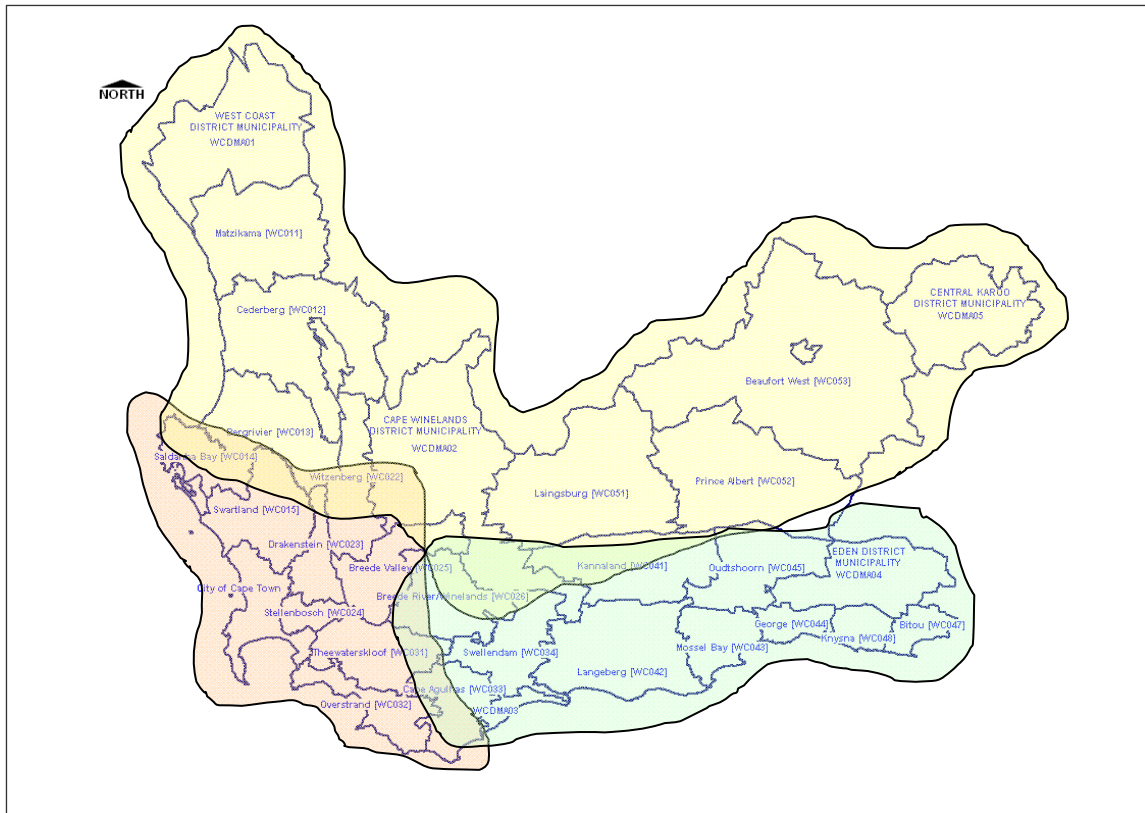 NORTH
WEST COAST
DISTRICT MUNICIPALITY
WCDMA01
Matzikama [WC011]
Cederberg [WC012]
CENTRAL KAROO
DISTRICT MUNICIPALITY
WCDMA05
Beaufort West [WC053]
CAPE WINELANDS
DISTRICT MUNICIPALITY
WCDMA02
Bergrivier [WC013]
Saldanha Bay [WC014]
Witzenberg [WC022]
Laingsburg [WC051]
Prince Albert [WC052]
Swartland [WC015]
Drakenstein [WC023]
Breede Valley [WC025]
Kannaland [WC041]
Oudtshoorn [WC045]
EDEN DISTRICT
MUNICIPALITY
WCDMA04
City of Cape Town
Breede River/Winelands [WC026]
Stellenbosch [WC024]
George [WC044]
Bitou [WC047]
Knysna [WC048]
Theewaterskloof [WC031]
Swellendam [WC034]
Mossel Bay [WC043]
Langeberg [WC042]
Cape Agulhas [WC033]
Overstrand [WC032]
WCDMA03